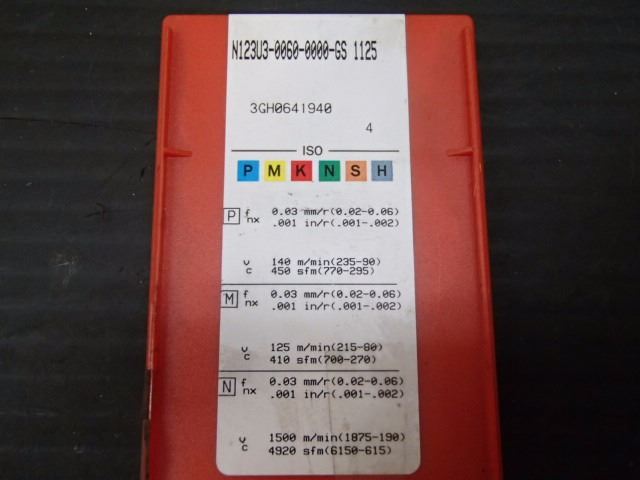 N123U3-0060-0000-GS 1125
3GH0641940
4
ISO
P M K N S H
P f nx 0.03 mm/r(0.02-0.06)
.001 in/r(.001-.002)
v c 140 m/min(235-90)
450 sfm(770-295)
M f nx 0.03 mm/r(0.02-0.06)
.001 in/r(.001-.002)
v c 125 m/min(215-80)
410 sfm(700-270)
N f nx 0.03 mm/r(0.02-0.06)
.001 in/r(.001-.002)
v c 1500 m/min(1875-190)
4920 sfm(6150-615)